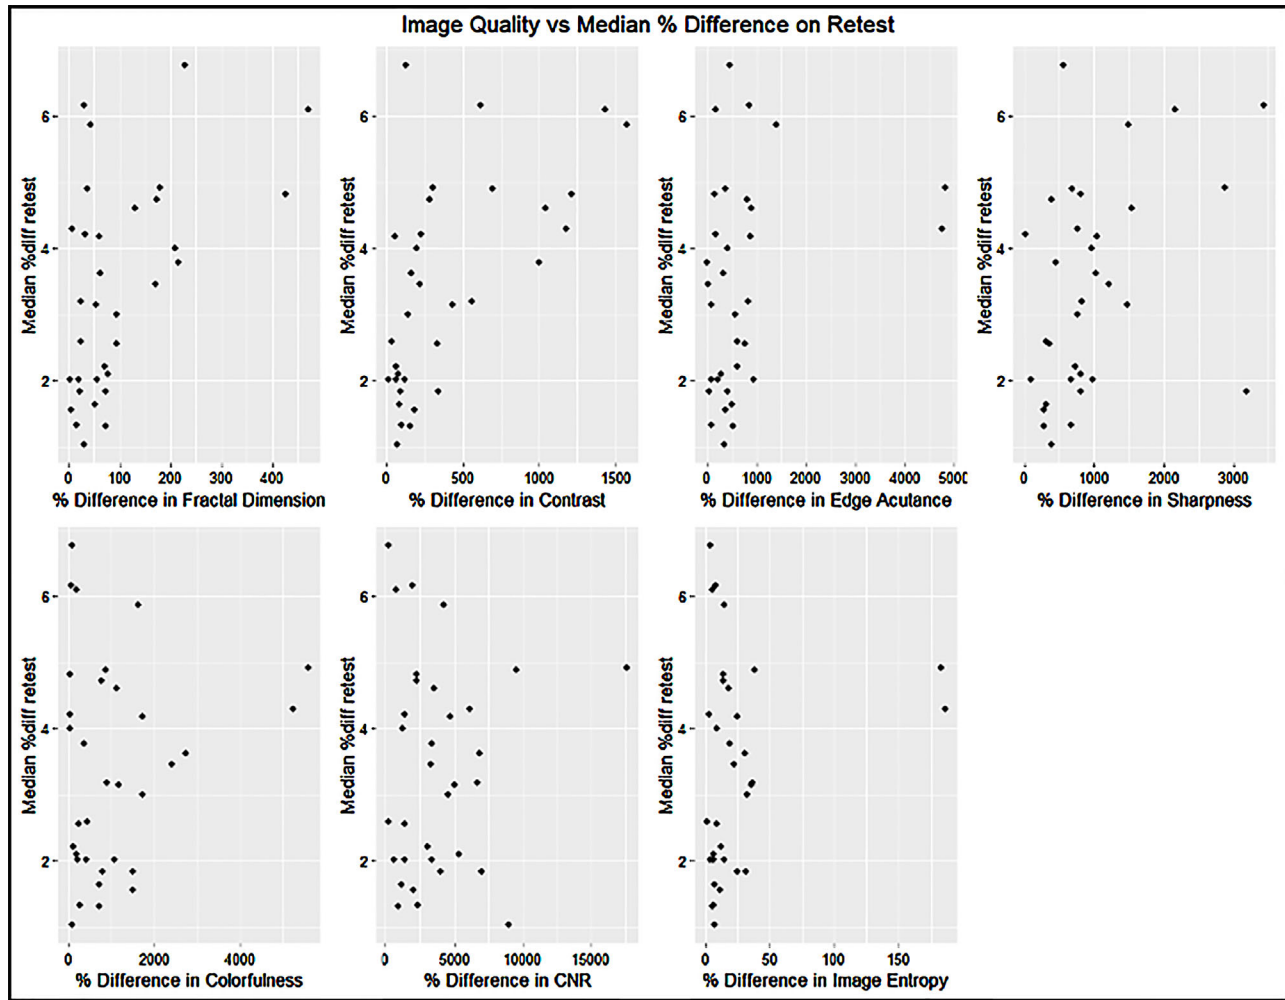 Image Quality vs Median % Difference on Retest
Median %diff retest
6
4
2
0 100 200 300 400
% Difference in Fractal Dimension
Median %diff retest
6
4
2
0 500 1000 1500
% Difference in Contrast
Median %diff retest
6
4
2
0 1000 2000 3000 4000 5000
% Difference in Edge Acutance
Median %diff retest
6
4
2
0 1000 2000 3000
% Difference in Sharpness
Median %diff retest
6
4
2
0 2000 4000
% Difference in Colorfulness
Median %diff retest
6
4
2
0 5000 10000 15000
% Difference in CNR
Median %diff retest
6
4
2
0 50 100 150
% Difference in Image Entropy